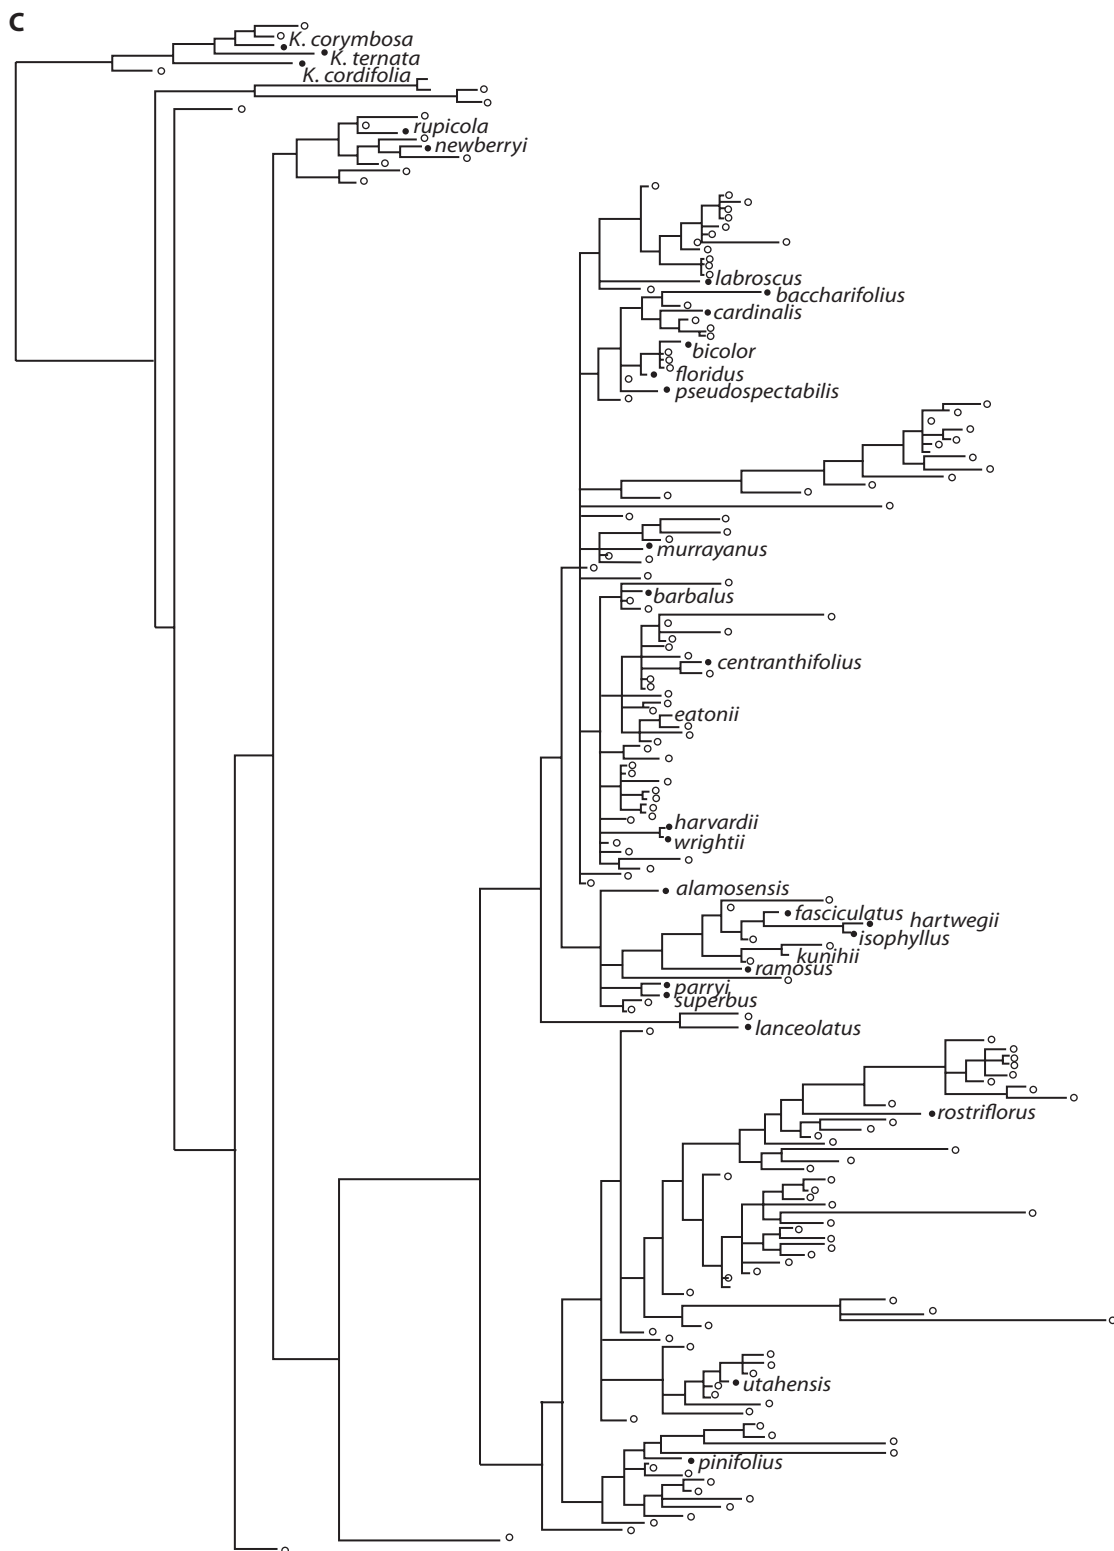 C
K. corymbosa
K. ternata
K. cordifolia
rupicola
newberryi
labroscus
baccharifolius
cardinalis
bicolor
floridus
pseudospectabilis
murrayanus
barbalus
centranthifolius
eatonii
harvardii
wrightii
alamosensis
fasciculatus
hartwegii
isophyllus
kunihii
ramosus
parryi
superbus
lanceolatus
rostriflorus
utahensis
pinifolius